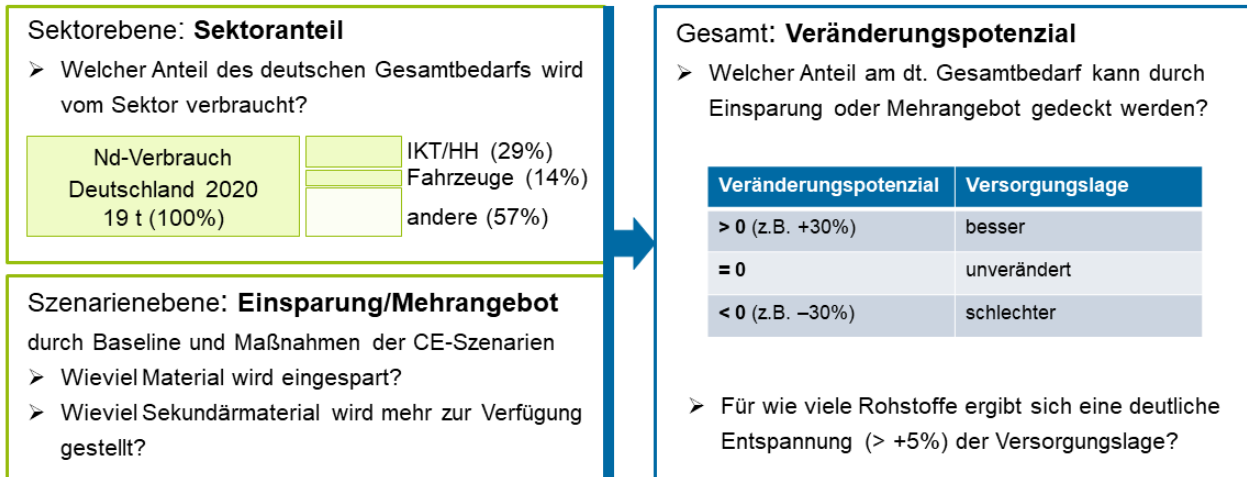 Sektorebene: Sektoranteil
➢ Welcher Anteil des deutschen Gesamtbedarfs wird
vom Sektor verbraucht?
Nd-Verbrauch
Deutschland 2020
19 t (100%)
IKT/HH (29%)
Fahrzeuge (14%)
andere (57%)
Szenarienebene: Einsparung/Mehrangebot
durch Baseline und Maßnahmen der CE-Szenarien
➢ Wieviel Material wird eingespart?
➢ Wieviel Sekundärmaterial wird mehr zur Verfügung
gestellt?
Gesamt: Veränderungspotenzial
➢ Welcher Anteil am dt. Gesamtbedarf kann durch
Einsparung oder Mehrangebot gedeckt werden?
Veränderungspotenzial Versorgungslage
> 0 (z.B. +30%) besser
= 0 unverändert
< 0 (z.B. –30%) schlechter
➢ Für wie viele Rohstoffe ergibt sich eine deutliche
Entspannung (> +5%) der Versorgungslage?